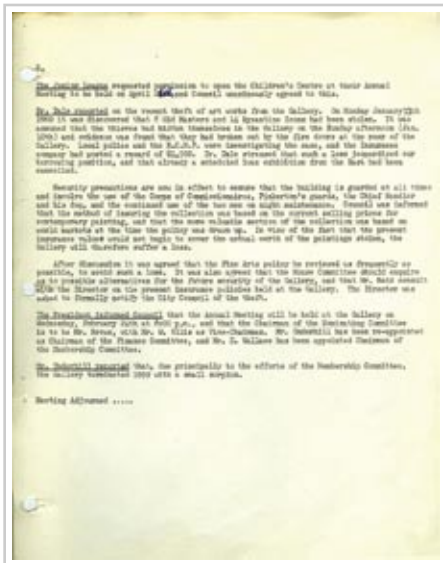 2.
The Junior League requested permission to open the Children's Centre at their Annual
Meeting to be held on April and Council unanimously agreed to this.
Dr. Dale reported on the recent theft of art works from the Gallery. On Monday January
1960 it was discovered that Old Masters and 14 Byzantine Icons had been stolen. It was
assumed that the thieves had hidden themselves in the Gallery on the Sunday afternoon (Jan.
and evidence was found that they had broken out by the fire doors at the rear of the
Gallery. Local police and the R.C.M.P. were investigating the case, and the Insurance
company had posted a reward of Dr. Dale stressed that such a loss jeopardized our
borrowing position, and that already a scheduled loan exhibition from the East had been
cancelled.
Security precautions are now in effect to ensure that the building is guarded at all times
and involve the use of the Corps of Commissionaires, Pinkerton's guards, the Chief Handler
and his dog, and the continued use of the two men on night maintenance. Council was informed
that the method of insuring the collection was based on the current selling prices for
contemporary painting, and that the more valuable section of the collection was based on
world markets at the time the policy was drawn up. In view of the fact that the present
insurance values would not begin to cover the actual worth of the paintings stolen, the
Gallery will therefore suffer a loss.
After discussion it was agreed that the Fine Arts policy be reviewed as frequently as
possible, to avoid such a loss. It was also agreed that the House Committee should enquire
as to possible alternatives for the future security of the Gallery, and that Mr. consult
with the Director on the present insurance policies held at the Gallery. The Director was
asked to formally notify the City Council of the theft.
The President informed Council that the Annual Meeting will be held at the Gallery on
Wednesday, February 24th at p.m., and that the Chairman of the Nominating Committee
is to be Mr. with Mr. as Vice-Chairman. Mr. has been re-appointed
as Chairman of the Finance Committee, and Mr. Wallace has been appointed Chairman of
the Membership Committee.
reported that, due principally to the efforts of the Membership Committee,
the Gallery terminated 1959 with a small surplus.
Meeting Adjourned .....